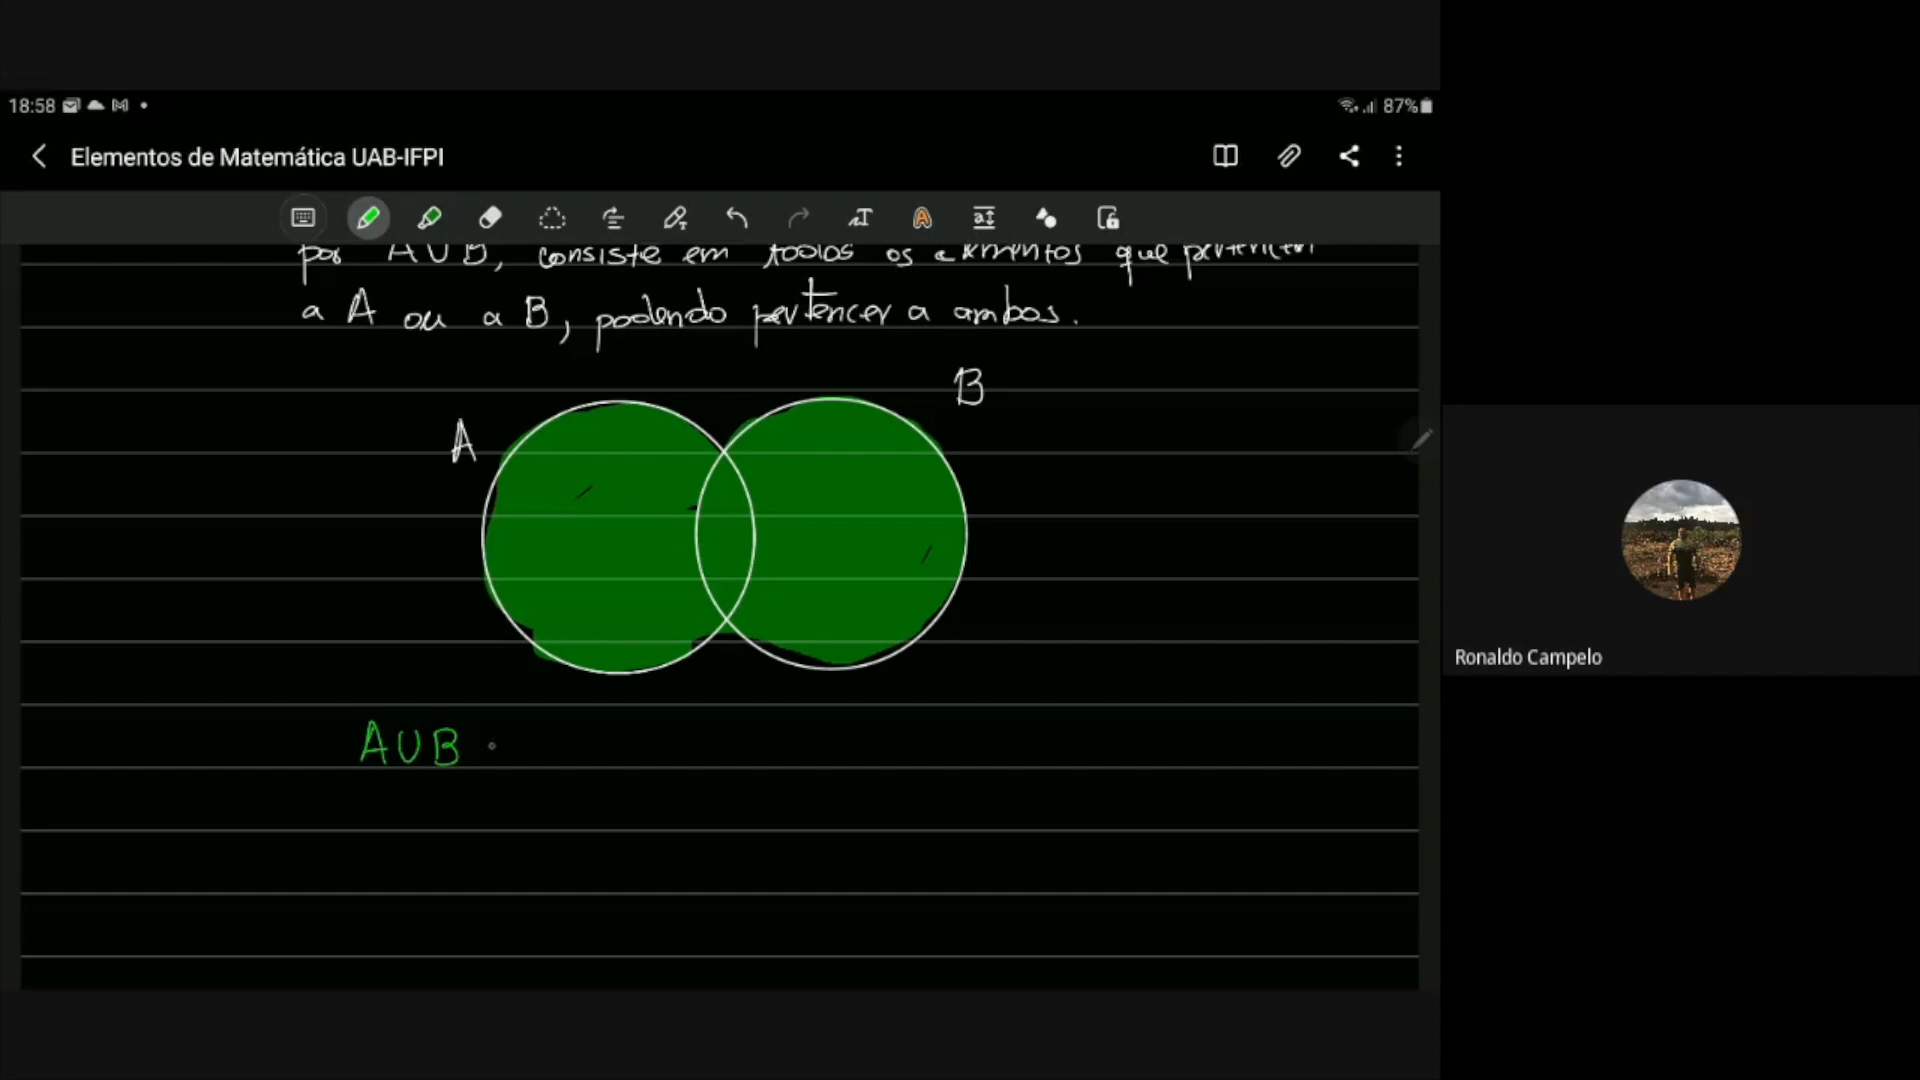 18:58
87%
Elementos de Matemática UAB-IFPI
por A∪B, consiste em todos os elementos que pertencem
a A ou a B, podendo pertencer a ambos.
B
A
Ronaldo Campelo
A∪B